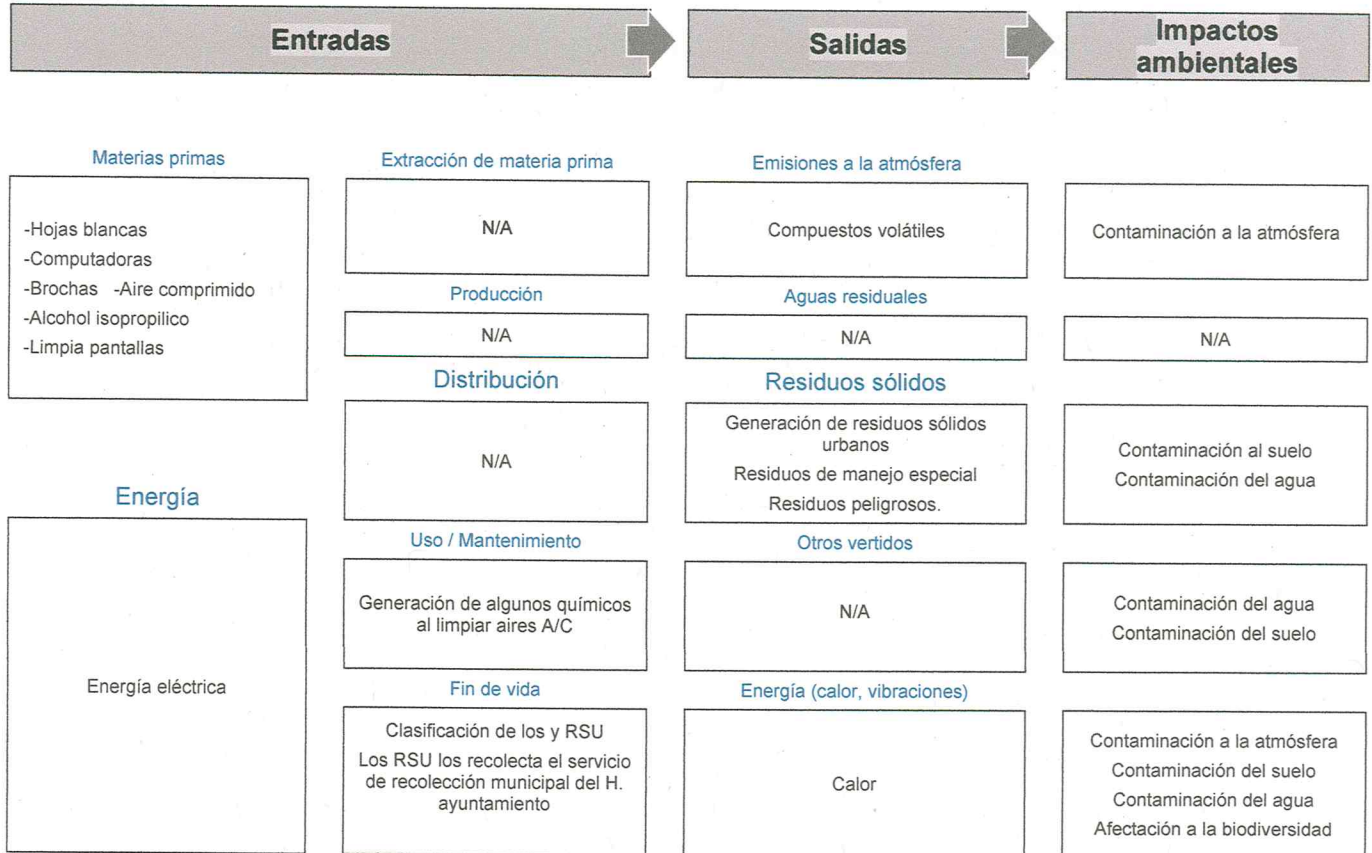 Entradas
Salidas
Impactos
ambientales
Materias primas
-Hojas blancas
-Computadoras
-Brochas -Aire comprimido
-Alcohol isopropilico
-Limpia pantallas
Energía
Energía eléctrica
Extracción de materia prima
N/A
Producción
N/A
Distribución
N/A
Uso / Mantenimiento
Generación de algunos químicos
al limpiar aires A/C
Fin de vida
Clasificación de los y RSU
Los RSU los recolecta el servicio
de recolección municipal del H.
ayuntamiento
Emisiones a la atmósfera
Compuestos volátiles
Aguas residuales
N/A
Residuos sólidos
Generación de residuos sólidos
urbanos
Residuos de manejo especial
Residuos peligrosos.
Otros vertidos
N/A
Energía (calor, vibraciones)
Calor
Contaminación a la atmósfera
N/A
Contaminación al suelo
Contaminación del agua
Contaminación del agua
Contaminación del suelo
Contaminación a la atmósfera
Contaminación del suelo
Contaminación del agua
Afectación a la biodiversidad